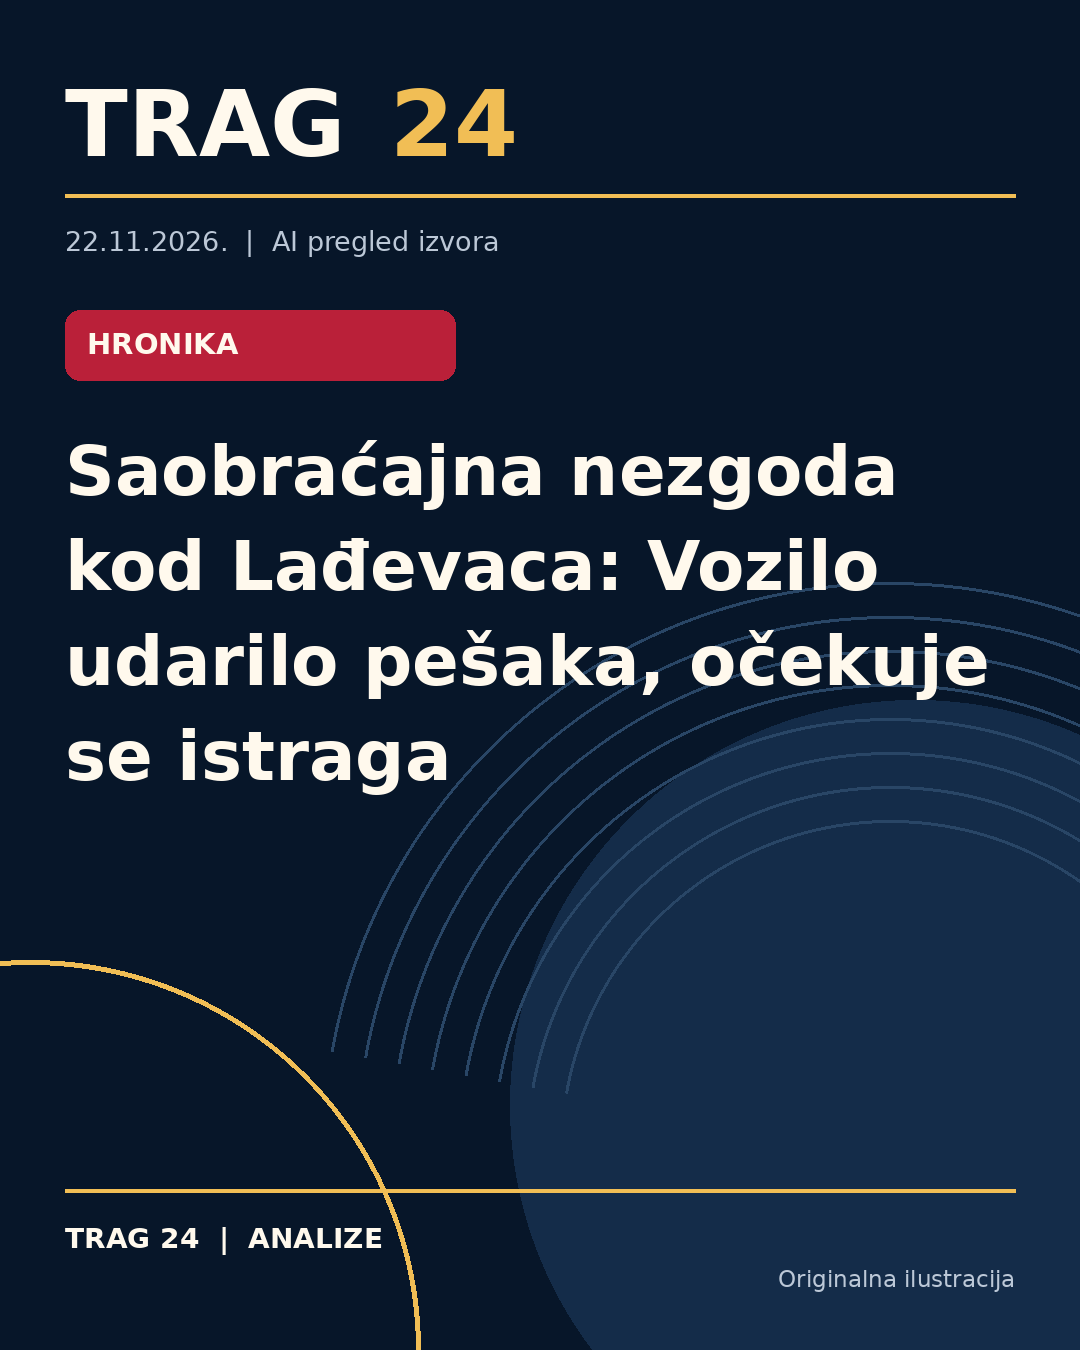 TRAG 24
22.11.2026. | AI pregled izvora
HRONIKA
Saobraćajna nezgoda
kod Lađevaca: Vozilo
udarilo pešaka, očekuje
se istraga
TRAG 24 | ANALIZE
Originalna ilustracija